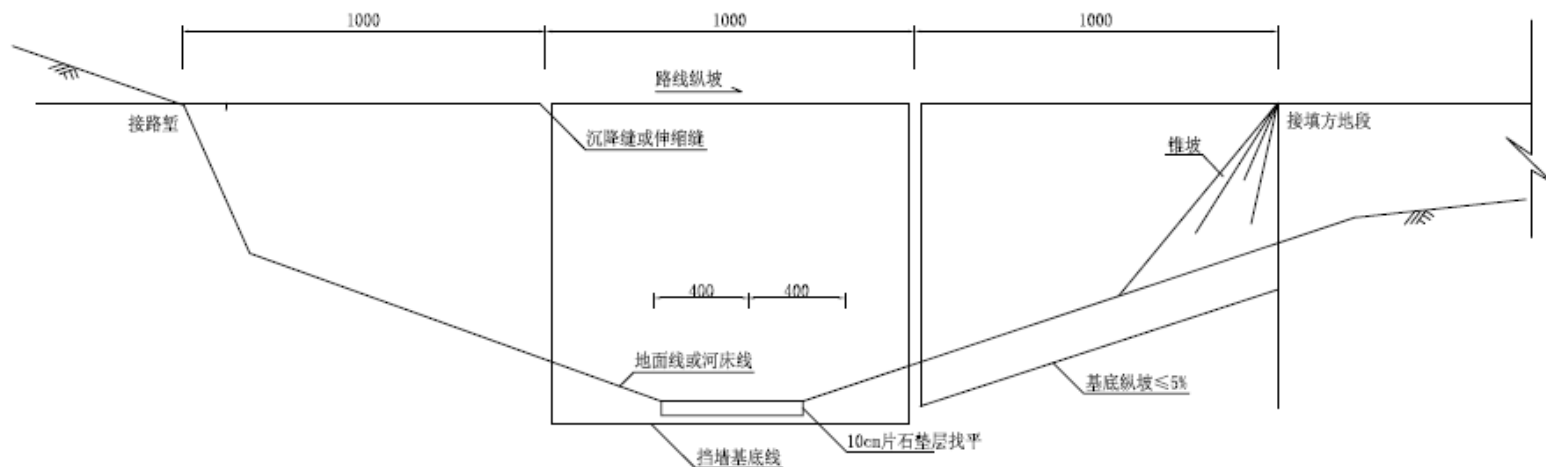 1000
1000
1000
路线纵坡
接路堑
沉降缝或伸缩缝
接填方地段
锥坡
400
400
地面线或河床线
基底纵坡≤5%
10cm片石垫层找平
挡墙基底线